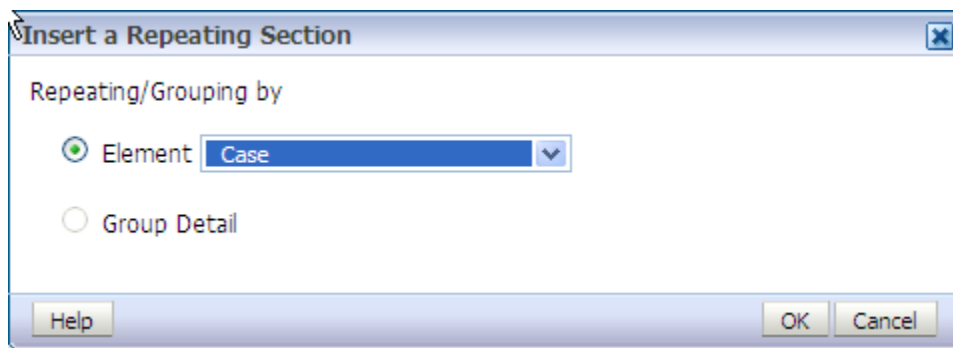 Insert a Repeating Section
Repeating/Grouping by
Element Case
Group Detail
Help OK Cancel